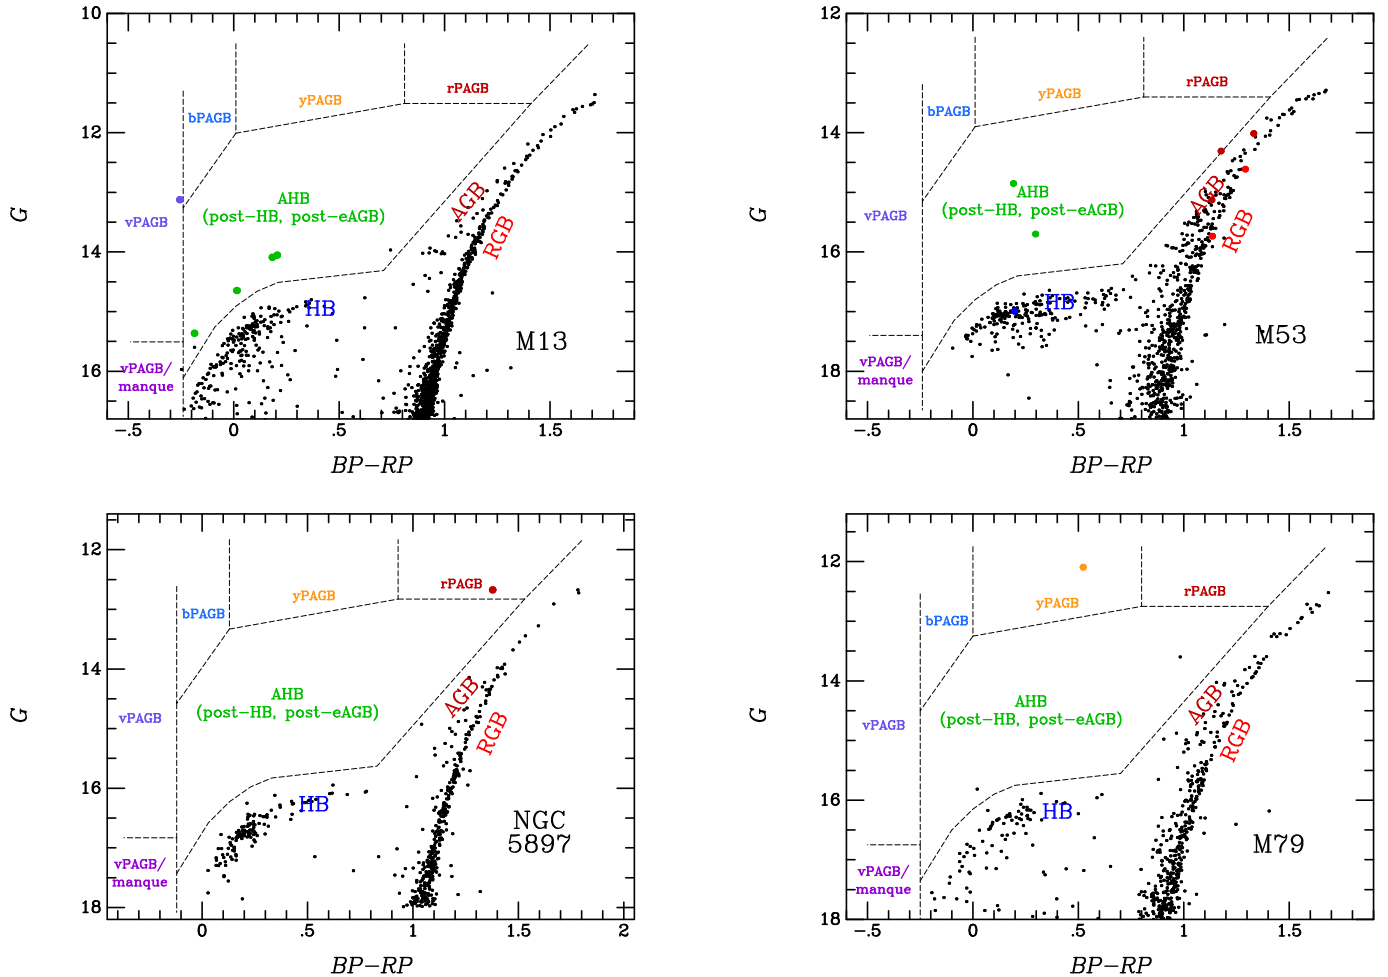 10
12
14
16
G
bPAGB
yPAGB
rPAGB
vPAGB
AHB
(post-HB, post-eAGB)
AGB
RGB
HB
M13
vPAGB/
manque
-.5
0
.5
1
1.5
BP-RP
12
14
16
18
G
bPAGB
yPAGB
rPAGB
vPAGB
AHB
(post-HB, post-eAGB)
AGB
RGB
HB
M53
vPAGB/
manque
-.5
0
.5
1
1.5
BP-RP
12
14
16
18
G
bPAGB
yPAGB
rPAGB
vPAGB
AHB
(post-HB, post-eAGB)
AGB
RGB
HB
NGC
5897
vPAGB/
manque
0
.5
1
1.5
2
BP-RP
12
14
16
18
G
bPAGB
yPAGB
rPAGB
vPAGB
AHB
(post-HB, post-eAGB)
AGB
RGB
HB
M79
vPAGB/
manque
-.5
0
.5
1
1.5
BP-RP